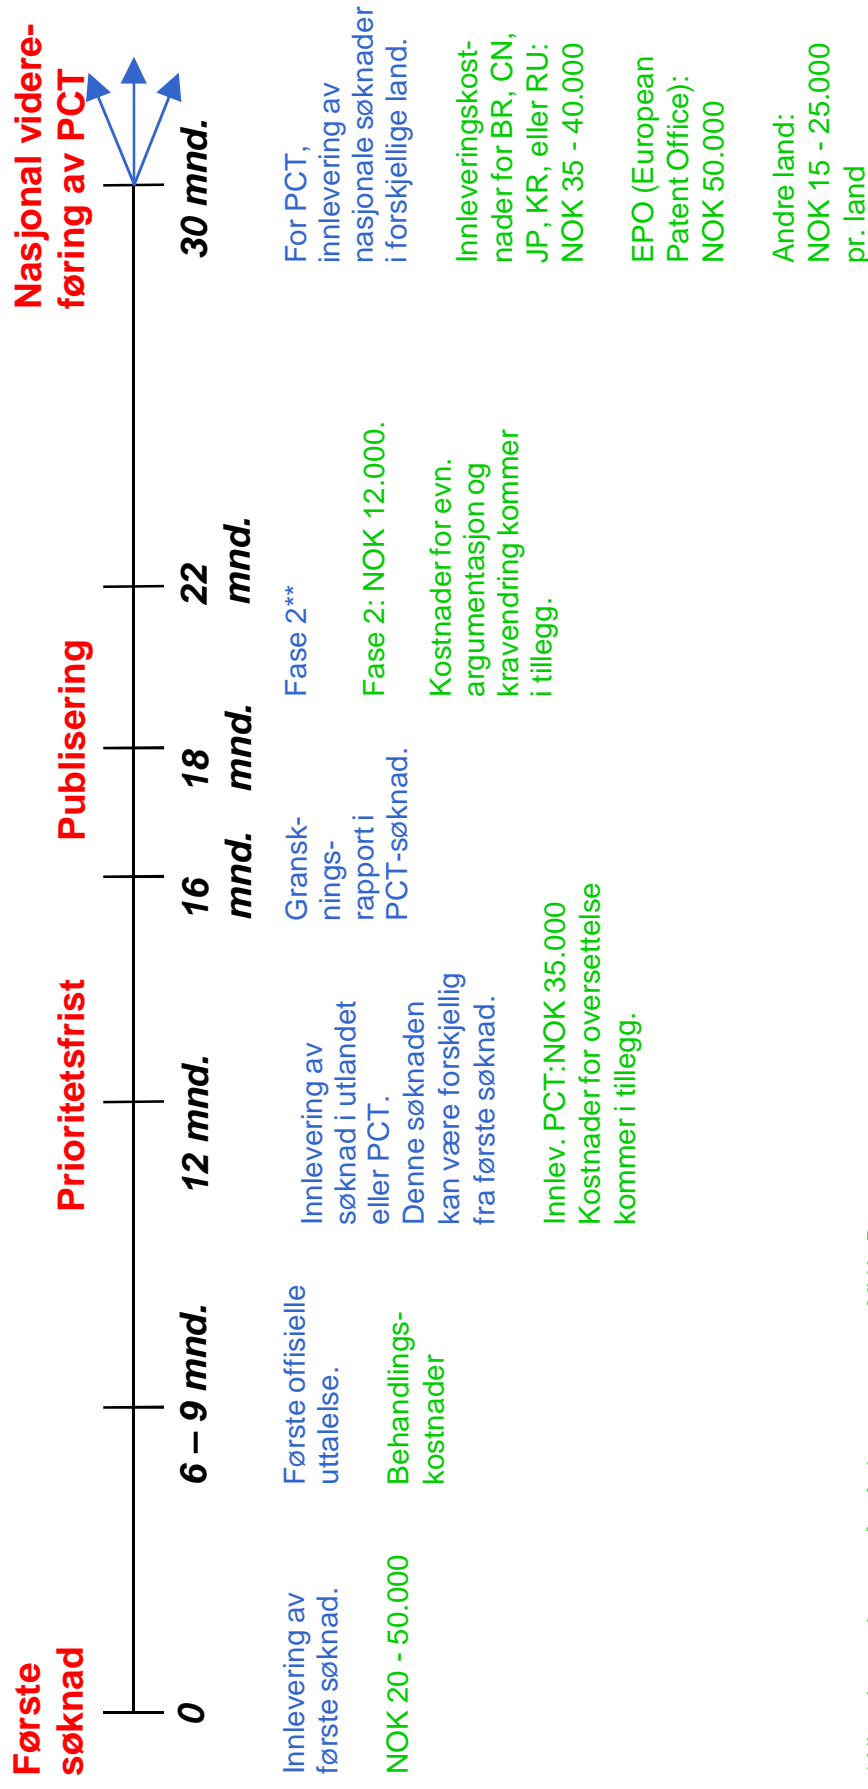 Første
søknad
Prioritetsfrist
Publisering
Nasjonal videre-
føring av PCT
0
6 – 9 mnd.
12 mnd.
16
mnd.
18
mnd.
22
mnd.
30 mnd.
Innlevering av
første søknad.
NOK 20 - 50.000
Første offisielle
uttalelse.
Behandlings-
kostnader
Innlevering av
søknad i utlandet
eller PCT.
Denne søknaden
kan være forskjellig
fra første søknad.
Innlev. PCT:NOK 35.000
Kostnader for oversettelse
kommer i tillegg.
Gransk-
nings-
rapport i
PCT-søknad.
Fase 2**
Fase 2: NOK 12.000.
Kostnader for evn.
argumentasjon og
kravendring kommer
i tillegg.
For PCT,
innlevering av
nasjonale søknader
i forskjellige land.
Innleveringskost-
nader for BR, CN,
JP, KR, eller RU:
NOK 35 - 40.000
EPO (European
Patent Office):
NOK 50.000
Andre land:
NOK 15 - 25.000
pr. land